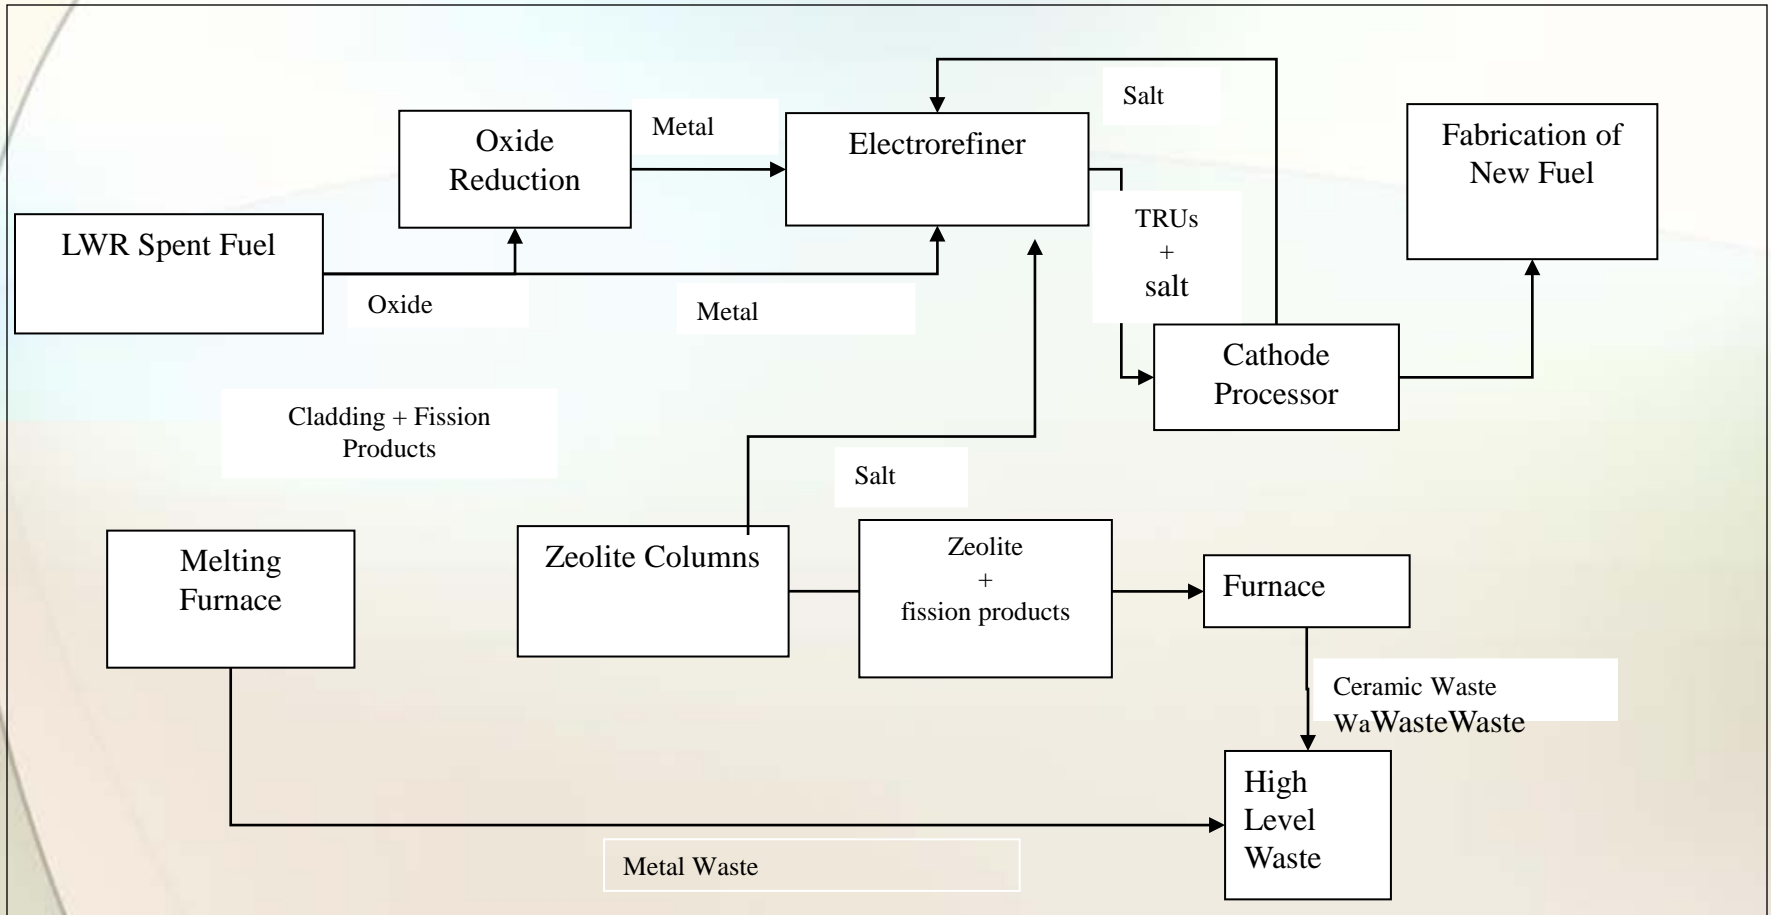 Salt
Oxide
Reduction
Metal
Electrorefiner
Fabrication of
New Fuel
LWR Spent Fuel
TRUs
+
salt
Oxide
Metal
Cathode
Processor
Cladding + Fission
Products
Salt
Melting
Furnace
Zeolite Columns
Zeolite
+
fission products
Furnace
Ceramic Waste
WaWasteWaste
High
Level
Waste
Metal Waste